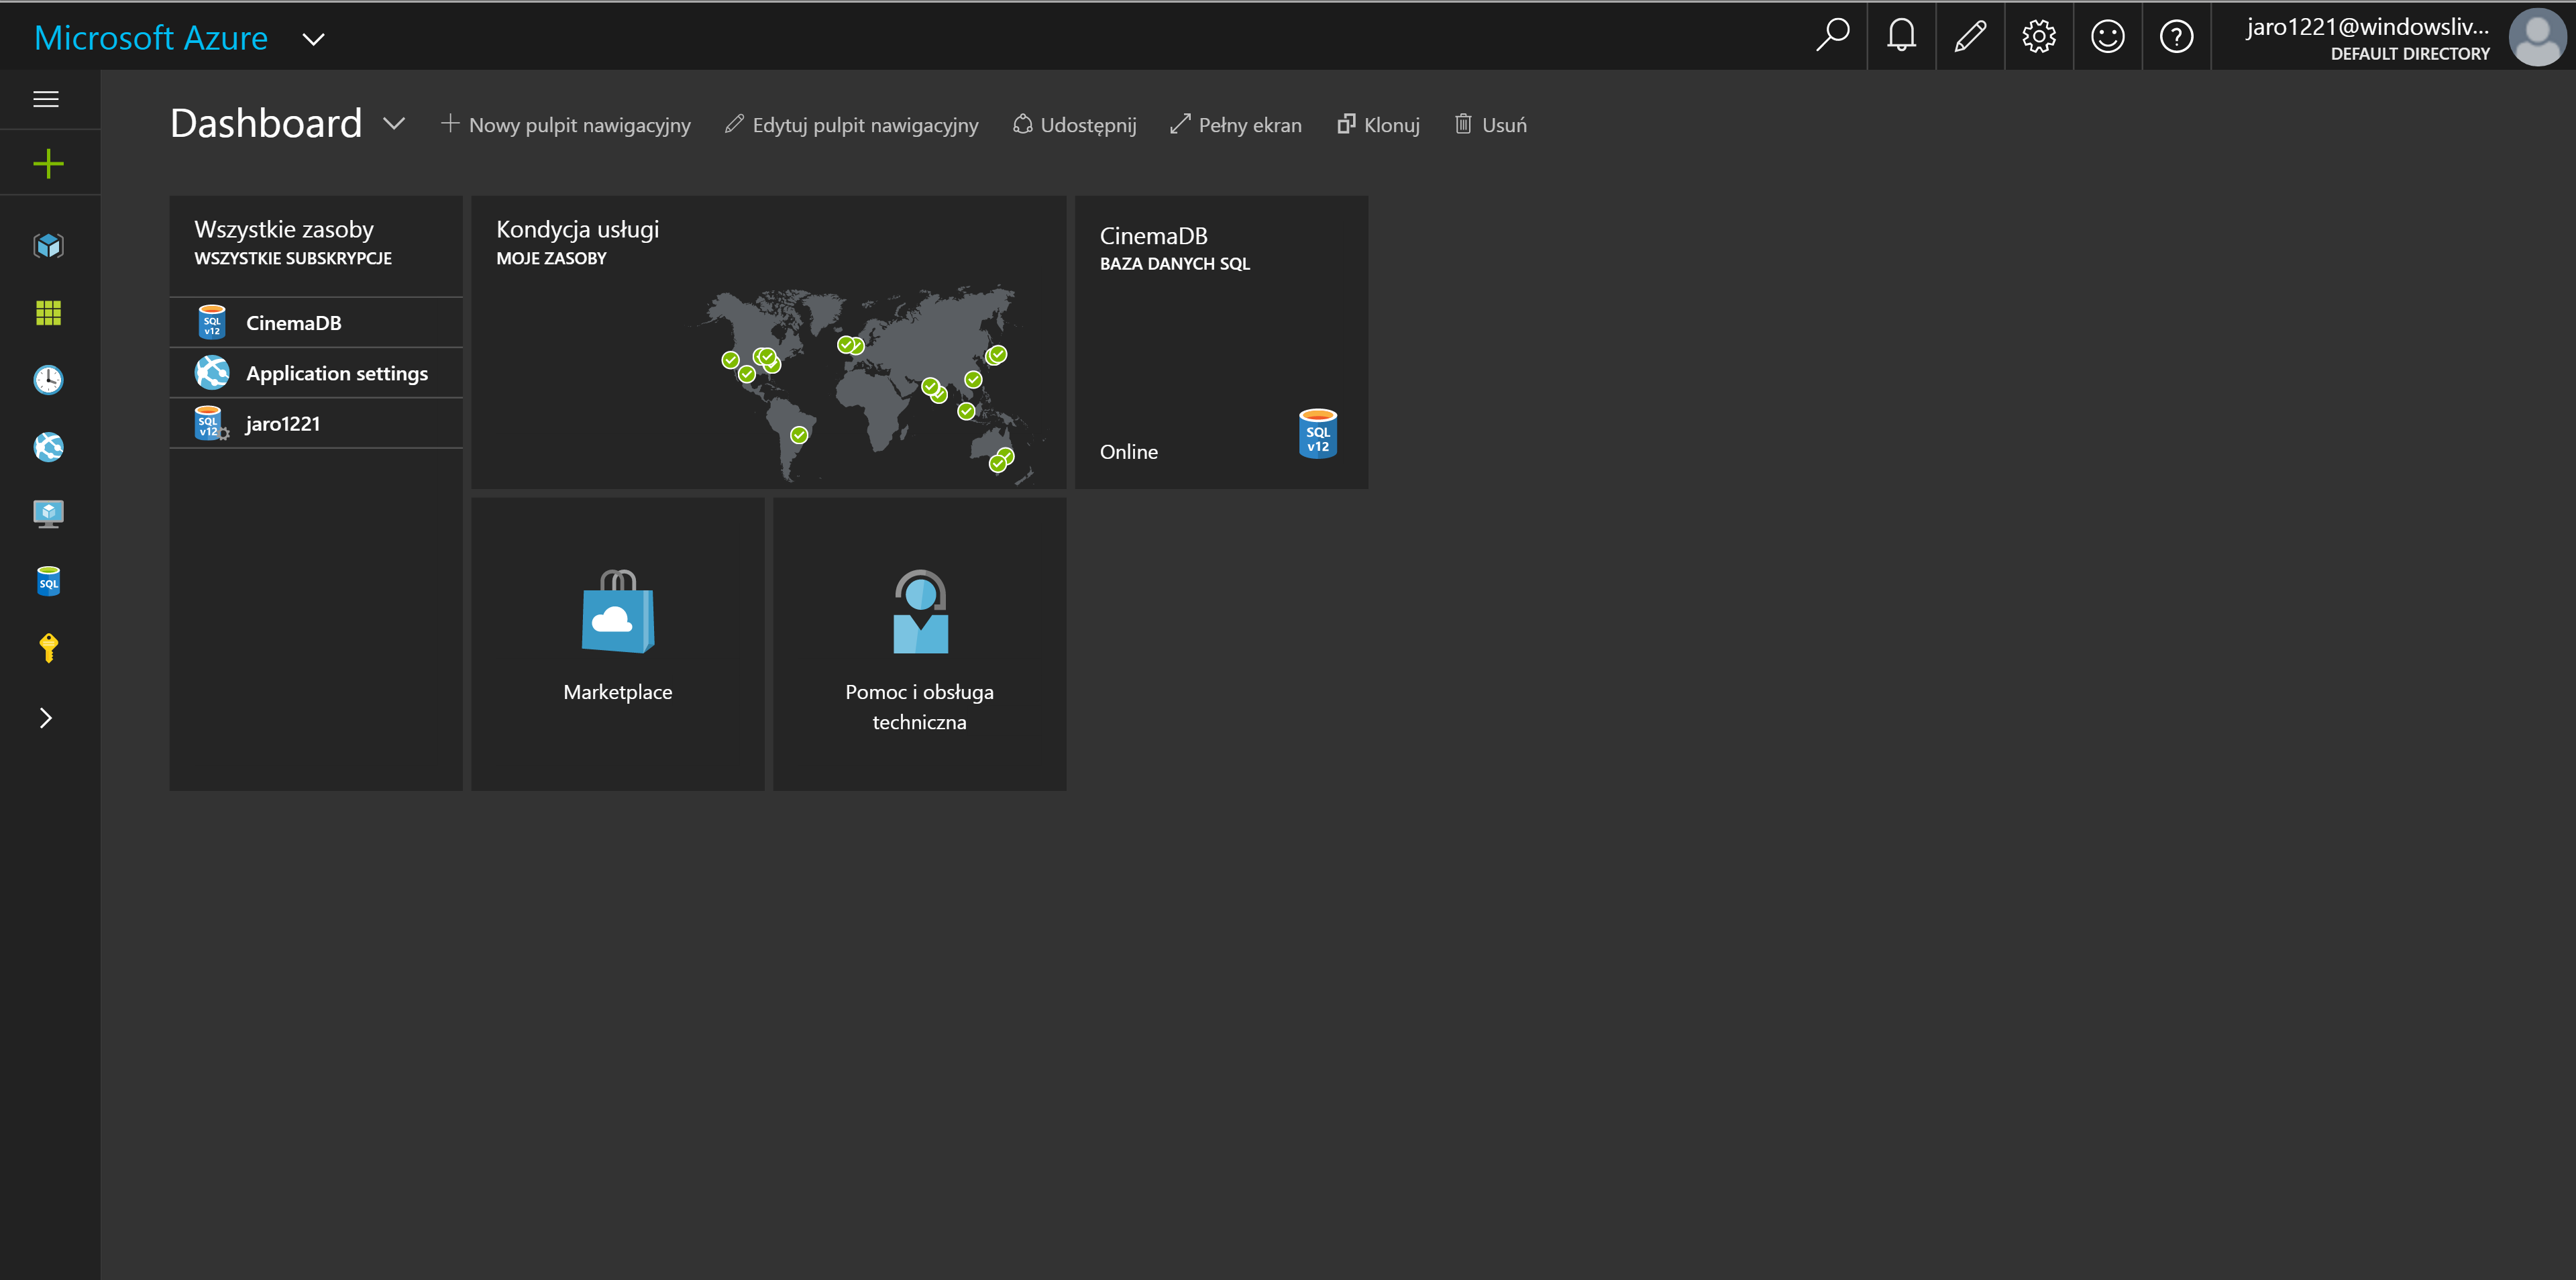 Microsoft Azure
jaro1221@windowsliv...
DEFAULT DIRECTORY
Dashboard
Nowy pulpit nawigacyjny
Edytuj pulpit nawigacyjny
Udostępnij
Pełny ekran
Klonuj
Usuń
Wszystkie zasoby
WSZYSTKIE SUBSKRYPCJE
SQL
v12
CinemaDB
Application settings
SQL
v12
jaro1221
Kondycja usługi
MOJE ZASOBY
CinemaDB
BAZA DANYCH SQL
Online
SQL
v12
SQL
Marketplace
Pomoc i obsługa
techniczna